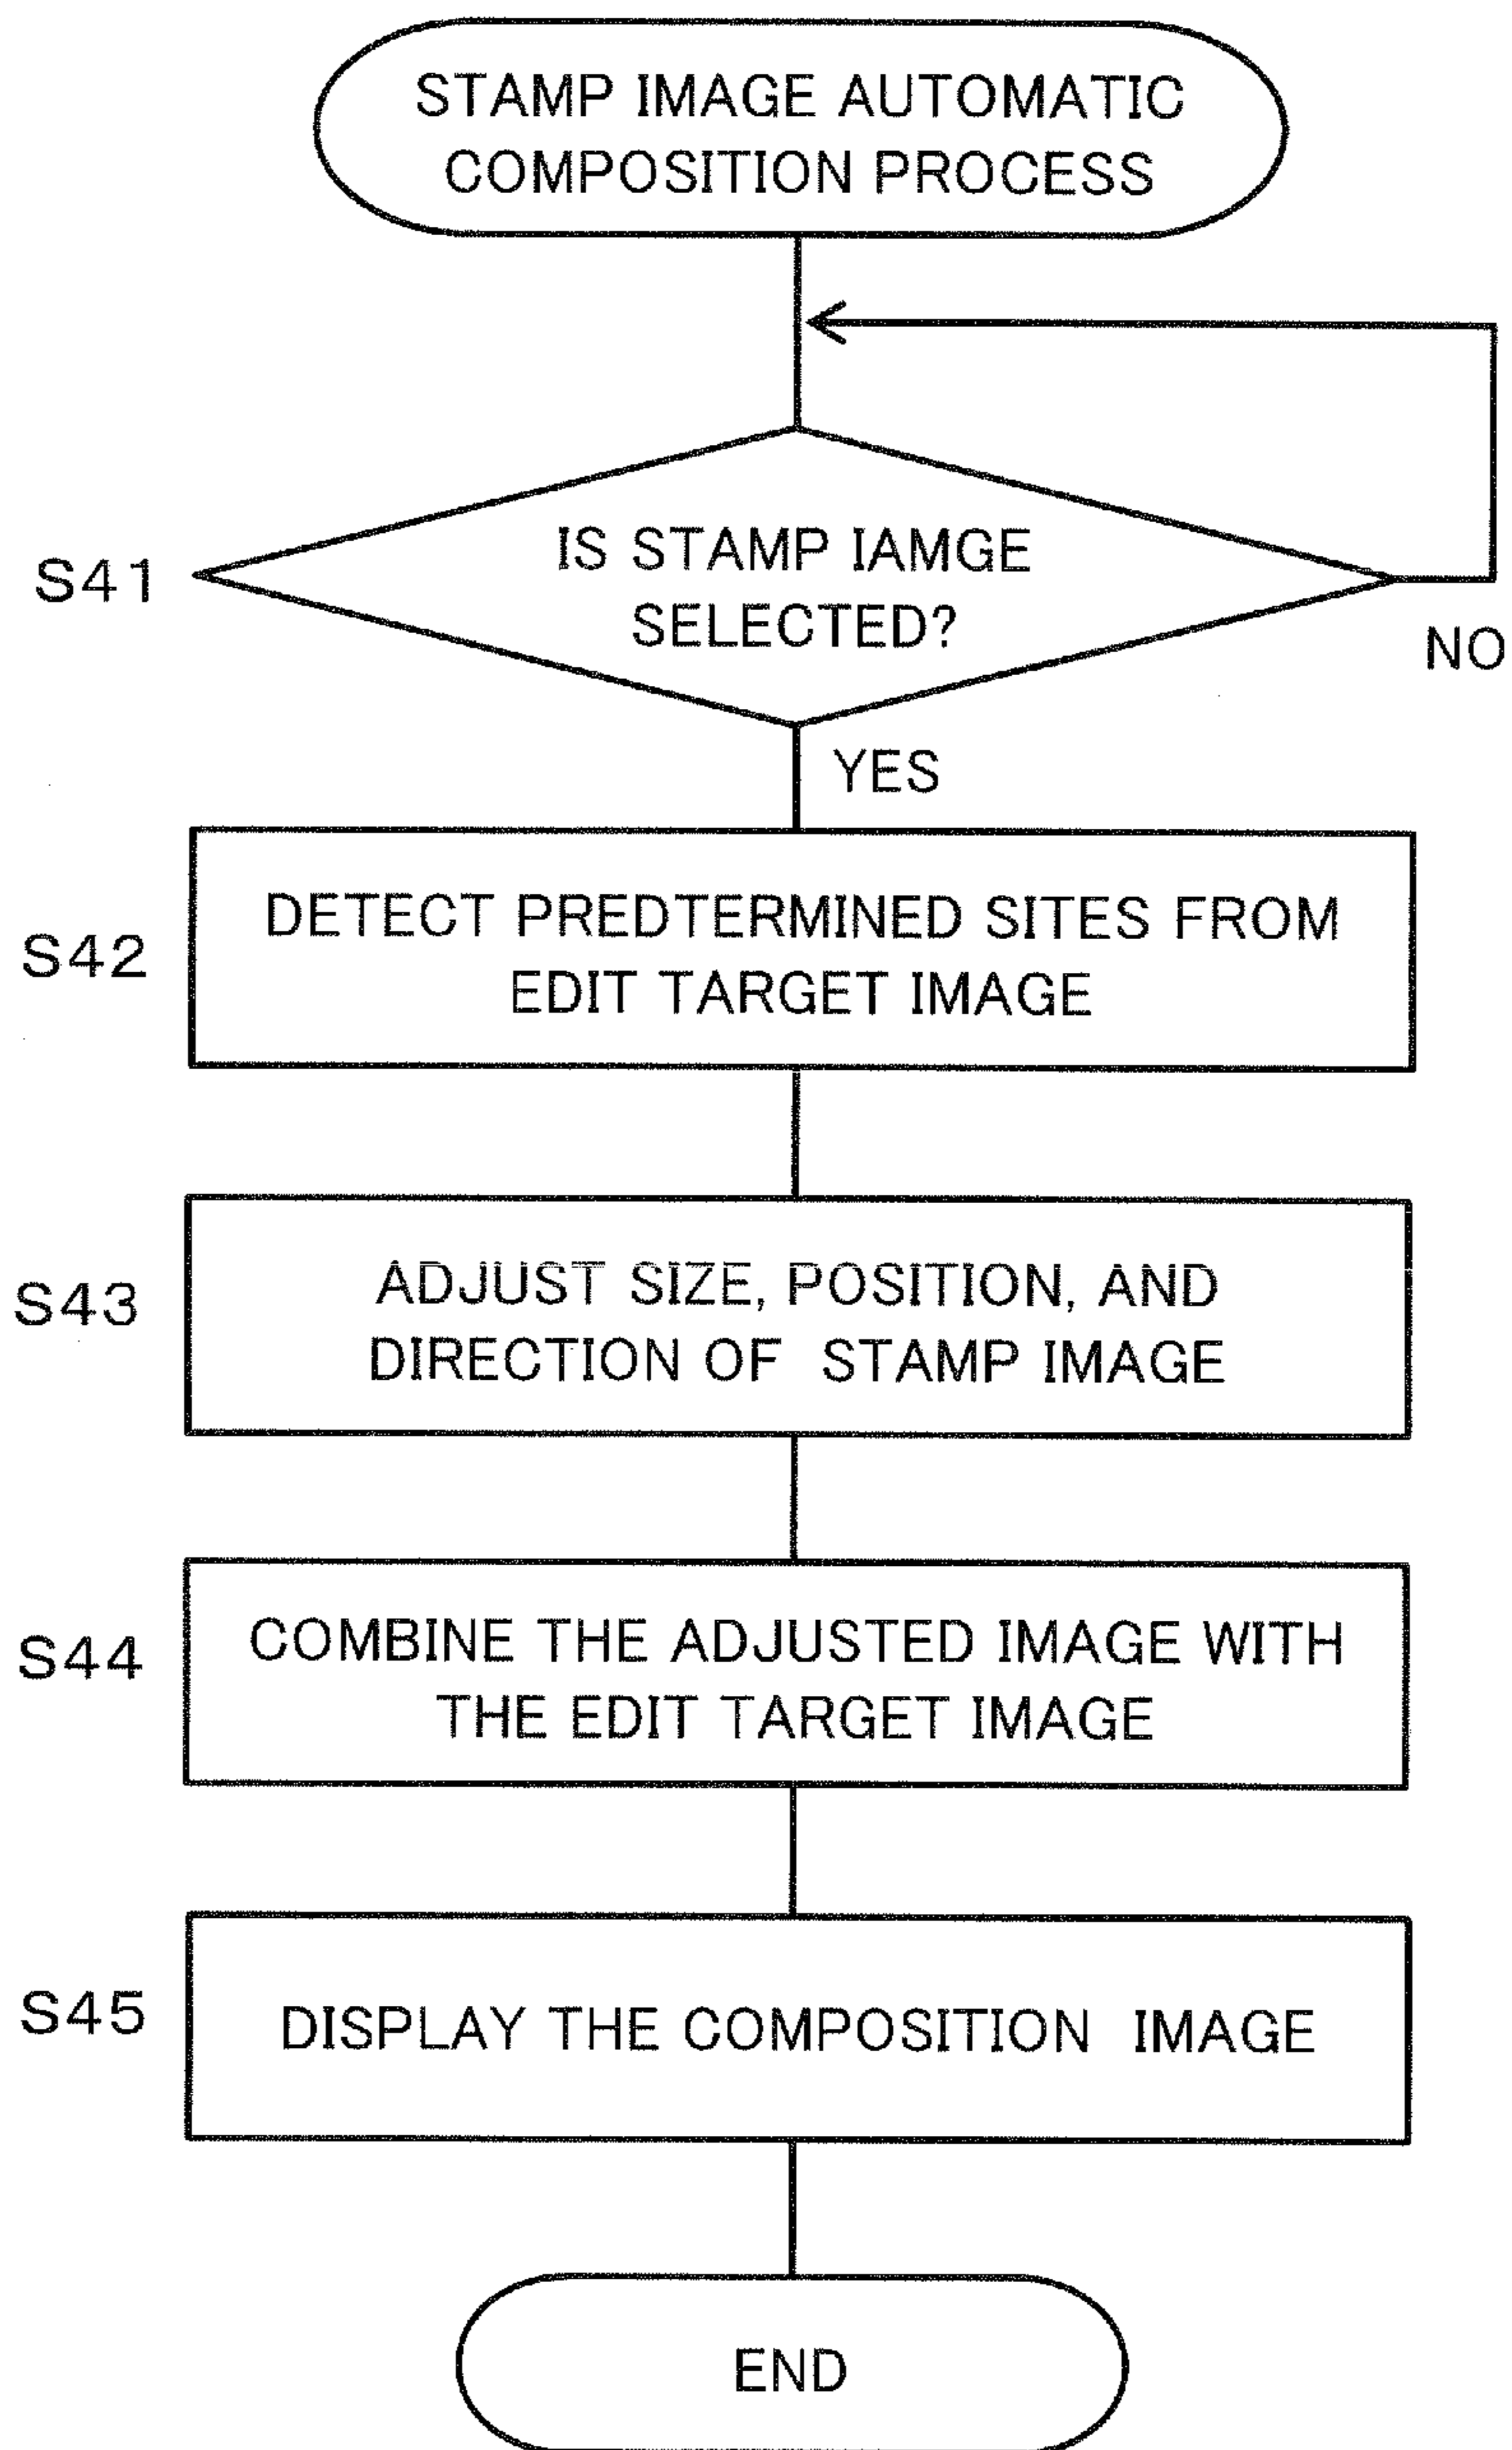 STAMP IMAGE AUTOMATIC
COMPOSITION PROCESS
S41
IS STAMP IAMGE
SELECTED?
NO
YES
S42
DETECT PREDTERMINED SITES FROM
EDIT TARGET IMAGE
S43
ADJUST SIZE, POSITION, AND
DIRECTION OF STAMP IMAGE
S44
COMBINE THE ADJUSTED IMAGE WITH
THE EDIT TARGET IMAGE
S45
DISPLAY THE COMPOSITION IMAGE
END